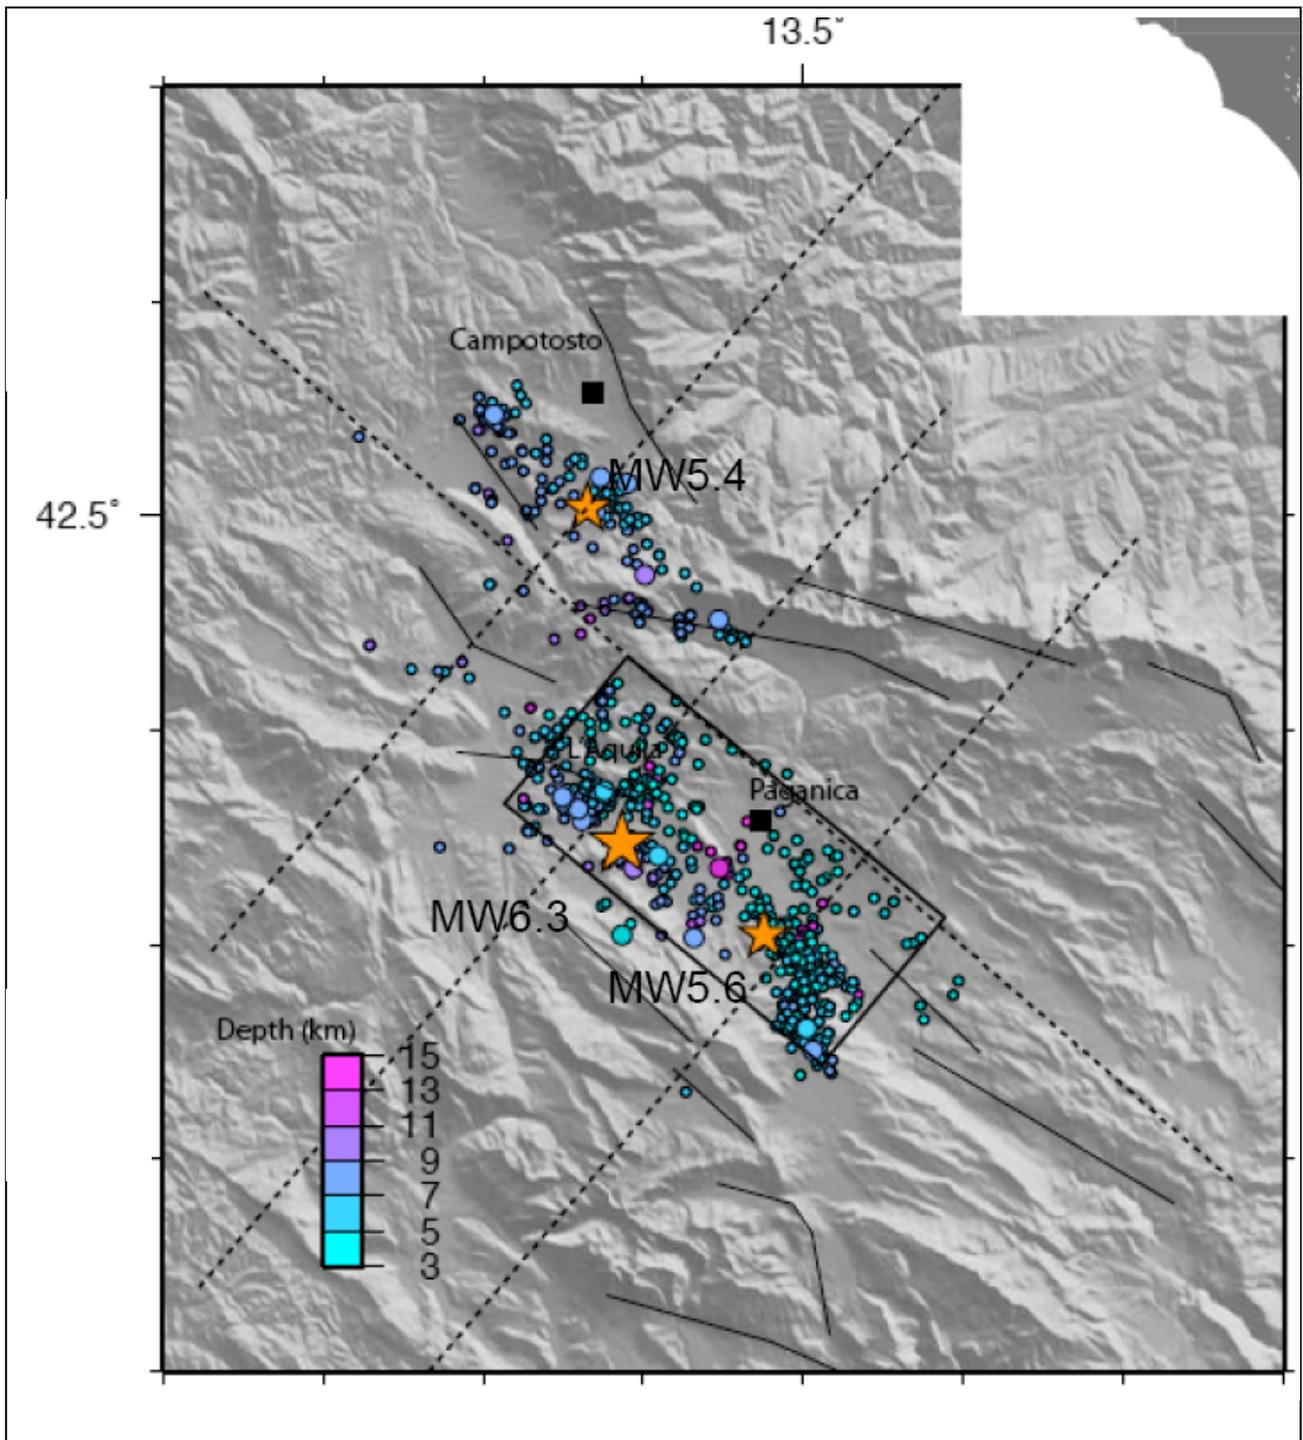 13.5˚
Campotosto
MW5.4
42.5˚
L'Aquila
Paganica
MW6.3
MW5.6
Depth (km)
15
13
11
9
7
5
3